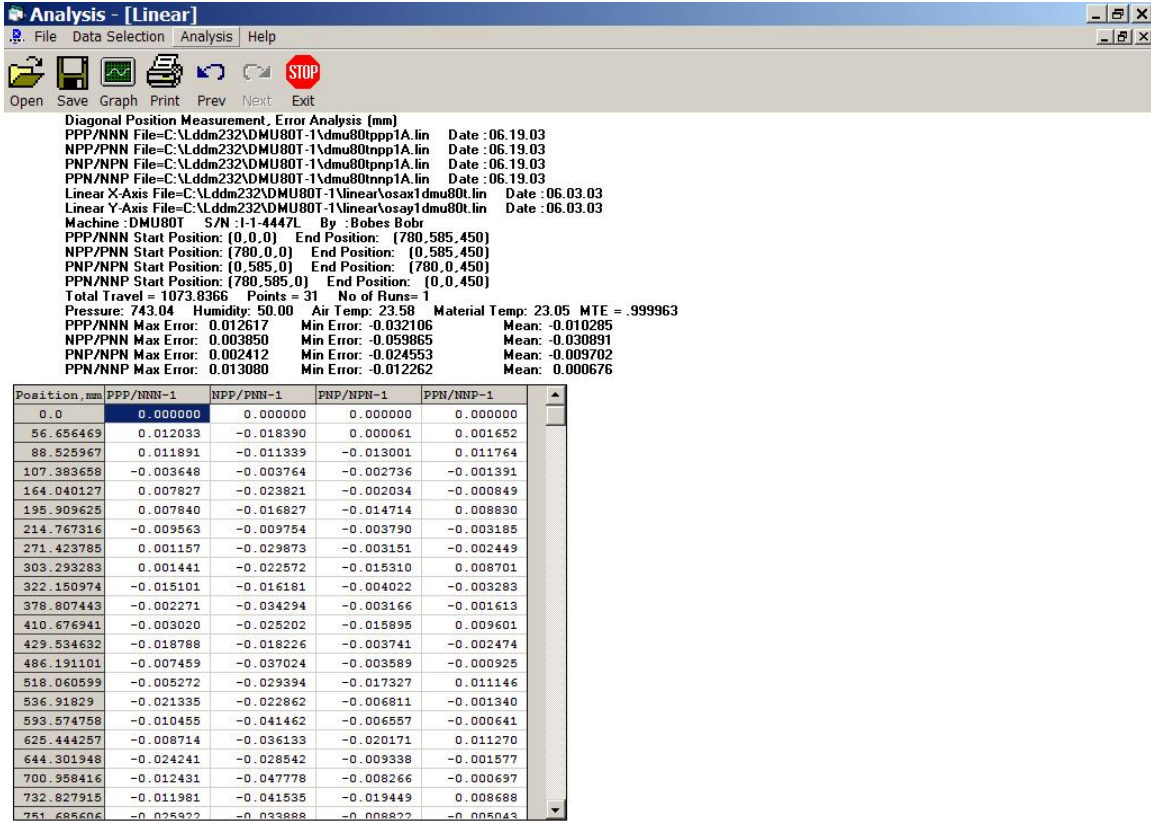 Analysis - [Linear]
File Data Selection Analysis Help
STOP
Open Save Graph Print Prev Next Exit
Diagonal Position Measurement, Error Analysis (mm)
PPP/NNN File=C:\Lddm232\DMU80T-1\dmu80tppp1A.lin Date :06.19.03
NPP/PNN File=C:\Lddm232\DMU80T-1\dmu80tnpp1A.lin Date :06.19.03
PNP/NPN File=C:\Lddm232\DMU80T-1\dmu80tpnp1A.lin Date :06.19.03
PPN/NNP File=C:\Lddm232\DMU80T-1\dmu80tnnp1A.lin Date :06.19.03
Linear X-Axis File=C:\Lddm232\DMU80T-1\linear\osax1dmu80t.lin Date :06.03.03
Linear Y-Axis File=C:\Lddm232\DMU80T-1\linear\osay1dmu80t.lin Date :06.03.03
Machine :DMU80T S/N :I-1-4447L By :Bobes Bobr
PPP/NNN Start Position: (0,0,0) End Position: (780,585,450)
NPP/PNN Start Position: (780,0,0) End Position: (0,585,450)
PNP/NPN Start Position: (0,585,0) End Position: (780,0,450)
PPN/NNP Start Position: (780,585,0) End Position: (0,0,450)
Total Travel = 1073.8366 Points = 31 No of Runs= 1
Pressure: 743.04 Humidity: 50.00 Air Temp: 23.58 Material Temp: 23.05 MTE = .999963
PPP/NNN Max Error: 0.012617 Min Error: -0.032106 Mean: -0.010285
NPP/PNN Max Error: 0.003850 Min Error: -0.059865 Mean: -0.030891
PNP/NPN Max Error: 0.002412 Min Error: -0.024553 Mean: -0.009702
PPN/NNP Max Error: 0.013080 Min Error: -0.012262 Mean: 0.000676
Position,mm PPP/NNN-1 NPP/PNN-1 PNP/NPN-1 PPN/NNP-1
0.0 0.000000 0.000000 0.000000 0.000000
56.656469 0.012033 -0.018390 0.000061 0.001652
88.525967 0.011891 -0.011339 -0.013001 0.011764
107.383658 -0.003648 -0.003764 -0.002736 -0.001391
164.040127 0.007827 -0.023821 -0.002034 -0.000849
195.909625 0.007840 -0.016827 -0.014714 0.008830
214.767316 -0.009563 -0.009754 -0.003790 -0.003185
271.423785 0.001157 -0.029873 -0.003151 -0.002449
303.293283 0.001441 -0.022572 -0.015310 0.008701
322.150974 -0.015101 -0.016181 -0.004022 -0.003283
378.807443 -0.002271 -0.034294 -0.003166 -0.001613
410.676941 -0.003020 -0.025202 -0.015895 0.009601
429.534632 -0.018788 -0.018226 -0.003741 -0.002474
486.191101 -0.007459 -0.037024 -0.003589 -0.000925
518.060599 -0.005272 -0.029394 -0.017327 0.011146
536.91829 -0.021335 -0.022862 -0.006811 -0.001340
593.574758 -0.010455 -0.041462 -0.006557 -0.000641
625.444257 -0.008714 -0.036133 -0.020171 0.011270
644.301948 -0.024241 -0.028542 -0.009338 -0.001577
700.958416 -0.012431 -0.047778 -0.008266 -0.000697
732.827915 -0.011981 -0.041535 -0.019449 0.008688
751.685606 -0.025922 -0.033888 -0.008822 -0.005043